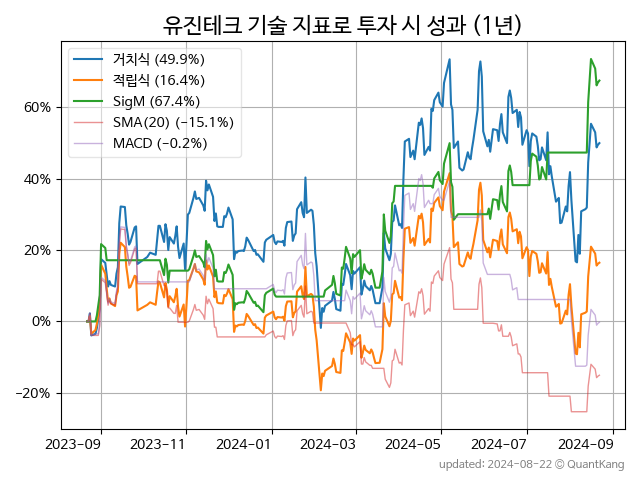 유진테크 기술 지표로 투자 시 성과 (1년)
거치식 (49.9%)
적립식 (16.4%)
SigM (67.4%)
SMA(20) (−15.1%)
MACD (−0.2%)
60%
40%
20%
0%
−20%
2023-09 2023-11 2024-01 2024-03 2024-05 2024-07 2024-09
updated: 2024-08-22 © QuantKang